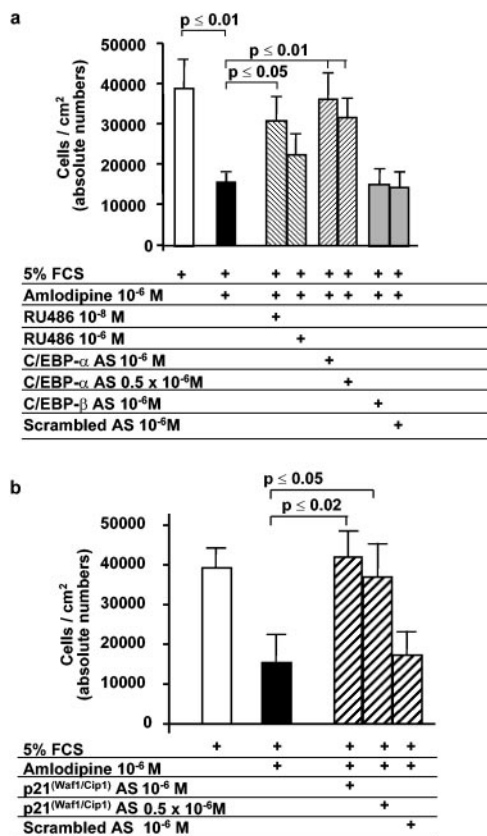 a
p ≤ 0.01
p ≤ 0.01
p ≤ 0.05
Cells / cm²
(absolute numbers)
50000
40000
30000
20000
10000
0
5% FCS + + + + + + + +
Amlodipine 10⁻⁶ M + + + + + + +
RU486 10⁻⁸ M +
RU486 10⁻⁶ M +
C/EBP-α AS 10⁻⁶ M +
C/EBP-α AS 0.5 x 10⁻⁶M +
C/EBP-β AS 10⁻⁶M +
Scrambled AS 10⁻⁶M +
b
p ≤ 0.05
p ≤ 0.02
Cells / cm²
(absolute numbers)
50000
40000
30000
20000
10000
0
5% FCS + + + + +
Amlodipine 10⁻⁶ M + + + +
p21⁽ᵂᵃᶠ¹/ᶜⁱᵖ¹⁾ AS 10⁻⁶ M +
p21⁽ᵂᵃᶠ¹/ᶜⁱᵖ¹⁾ AS 0.5 x 10⁻⁶M +
Scrambled AS 10⁻⁶ M +